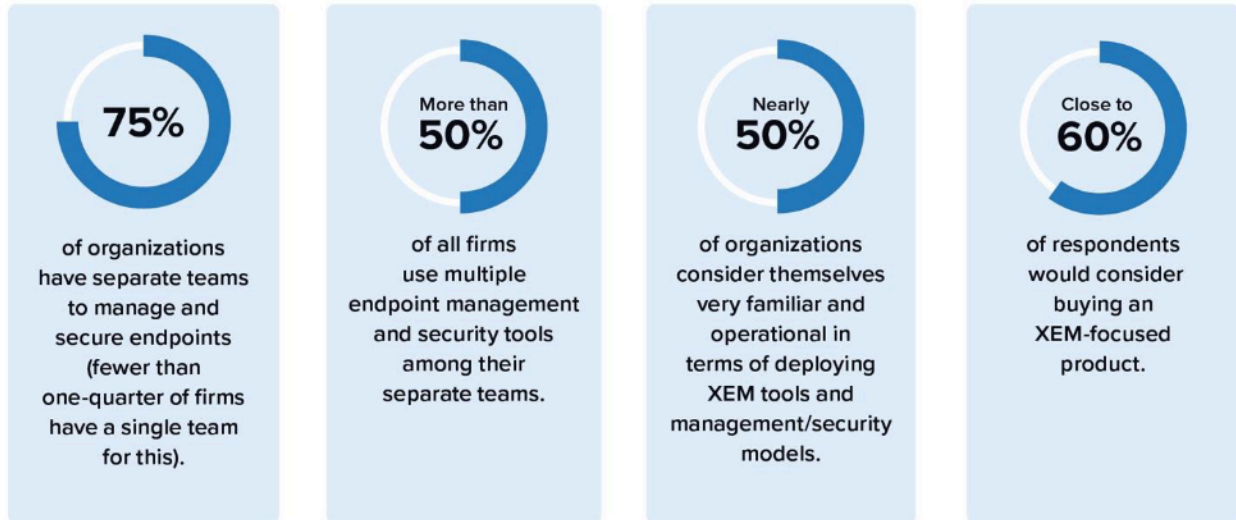 75%
of organizations
have separate teams
to manage and
secure endpoints
(fewer than
one-quarter of firms
have a single team
for this).
More than
50%
of all firms
use multiple
endpoint management
and security tools
among their
separate teams.
Nearly
50%
of organizations
consider themselves
very familiar and
operational in
terms of deploying
XEM tools and
management/security
models.
Close to
60%
of respondents
would consider
buying an
XEM-focused
product.